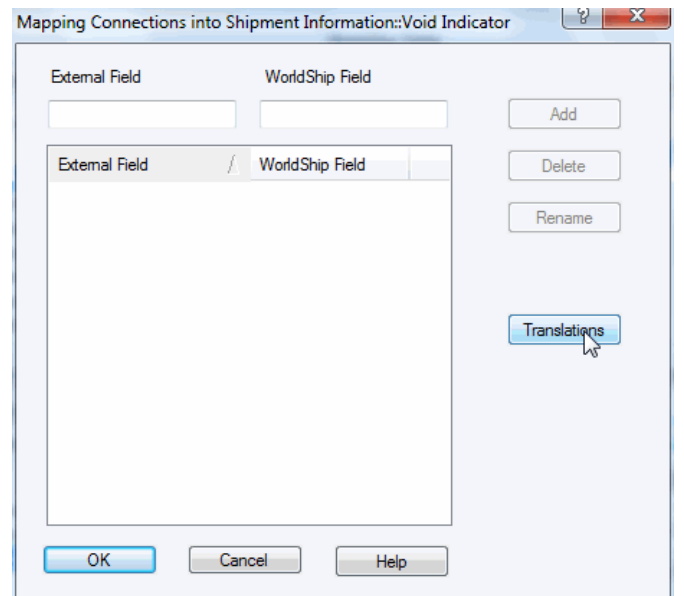 Mapping Connections into Shipment Information::Void Indicator
External Field WorldShip Field
Add
External Field WorldShip Field
Delete
Rename
Translations
OK Cancel Help